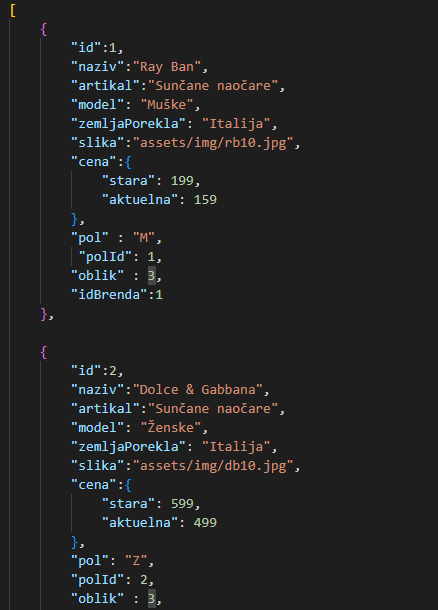 [
    {
        "id":1,
        "naziv":"Ray Ban",
        "artikal":"Sunčane naočare",
        "model": "Muške",
        "zemljaPorekla": "Italija",
        "slika":"assets/img/rb10.jpg",
        "cena":{
            "stara": 199,
            "aktuelna": 159
        },
        "pol" : "M",
         "polId": 1,
        "oblik" : 3,
        "idBrenda":1
    },
    {
        "id":2,
        "naziv":"Dolce & Gabbana",
        "artikal":"Sunčane naočare",
        "model": "Ženske",
        "zemljaPorekla": "Italija",
        "slika":"assets/img/db10.jpg",
        "cena":{
            "stara": 599,
            "aktuelna": 499
        },
        "pol": "Z",
        "polId": 2,
        "oblik" : 3,